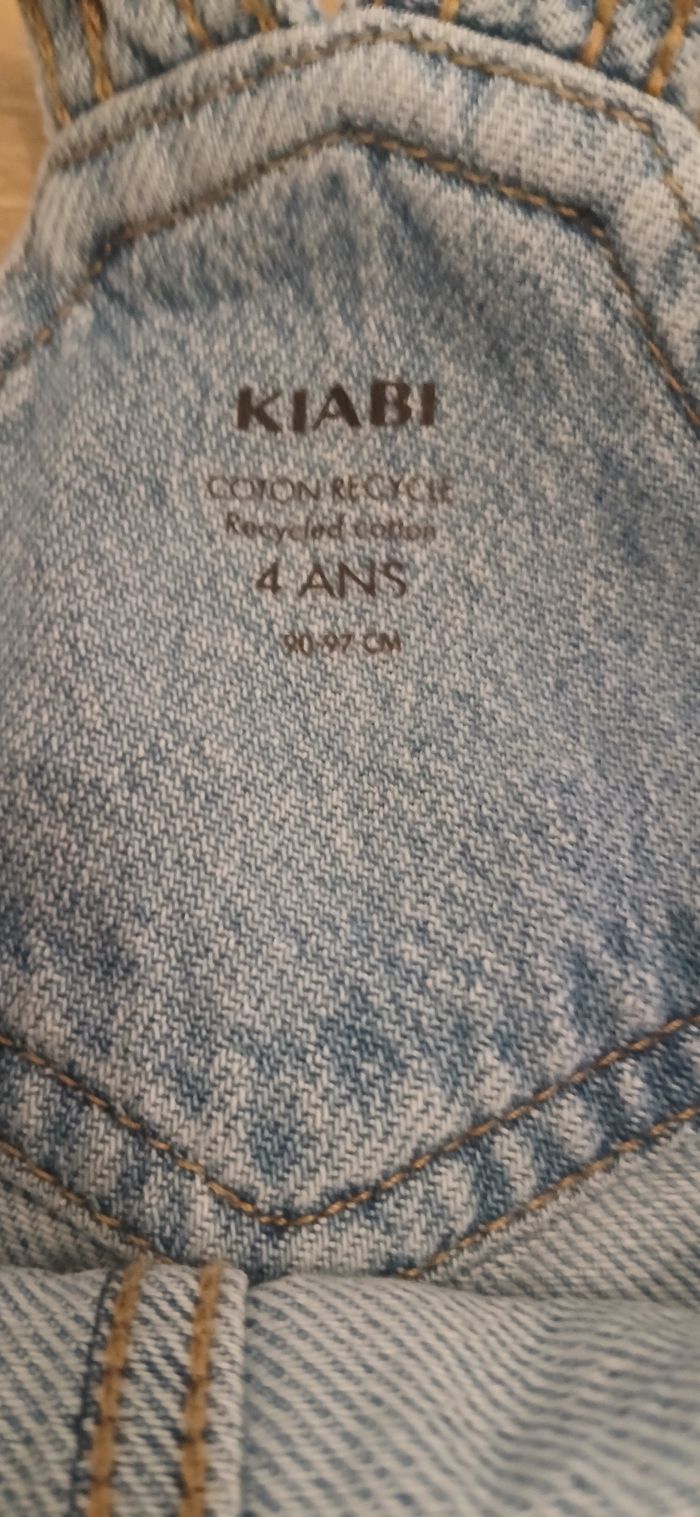 KIABI
COTON RECYCLE
Recycled cotton
4 ANS
90-97 CM